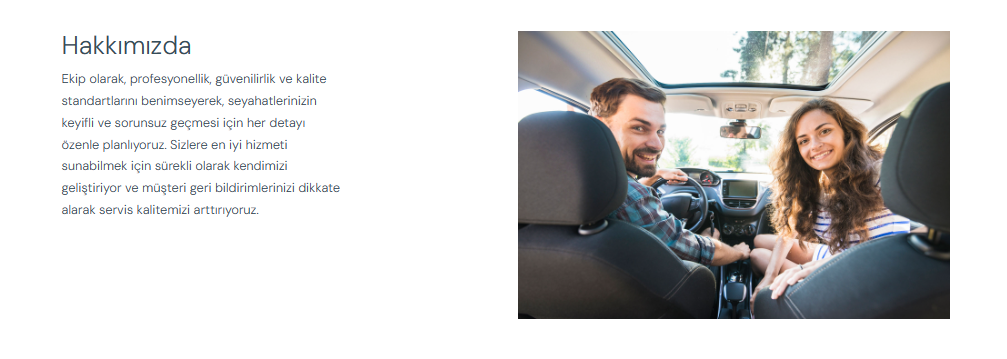 Hakkımızda
Ekip olarak, profesyonellik, güvenilirlik ve kalite
standartlarını benimseyerek, seyahatlerinizin
keyifli ve sorunsuz geçmesi için her detayı
özenle planlıyoruz. Sizlere en iyi hizmeti
sunabilmek için sürekli olarak kendimizi
geliştiriyor ve müşteri geri bildirimlerinizi dikkate
alarak servis kalitemizi arttırıyoruz.